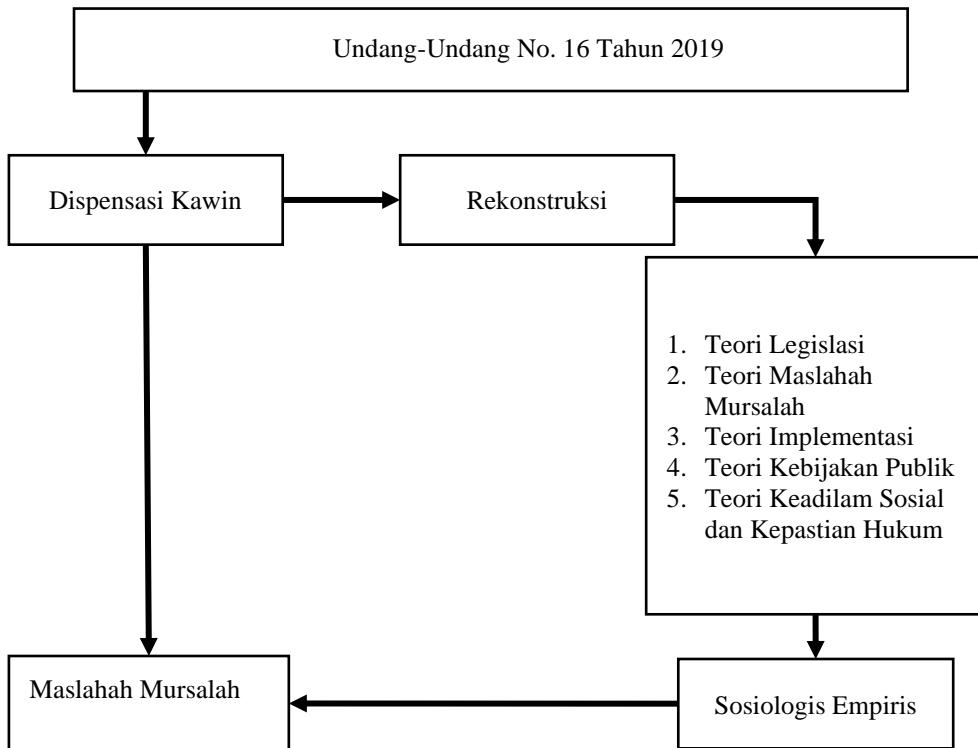 Undang-Undang No. 16 Tahun 2019
Dispensasi Kawin
Rekonstruksi
1. Teori Legislasi
2. Teori Maslahah
Mursalah
3. Teori Implementasi
4. Teori Kebijakan Publik
5. Teori Keadilam Sosial
dan Kepastian Hukum
Maslahah Mursalah
Sosiologis Empiris